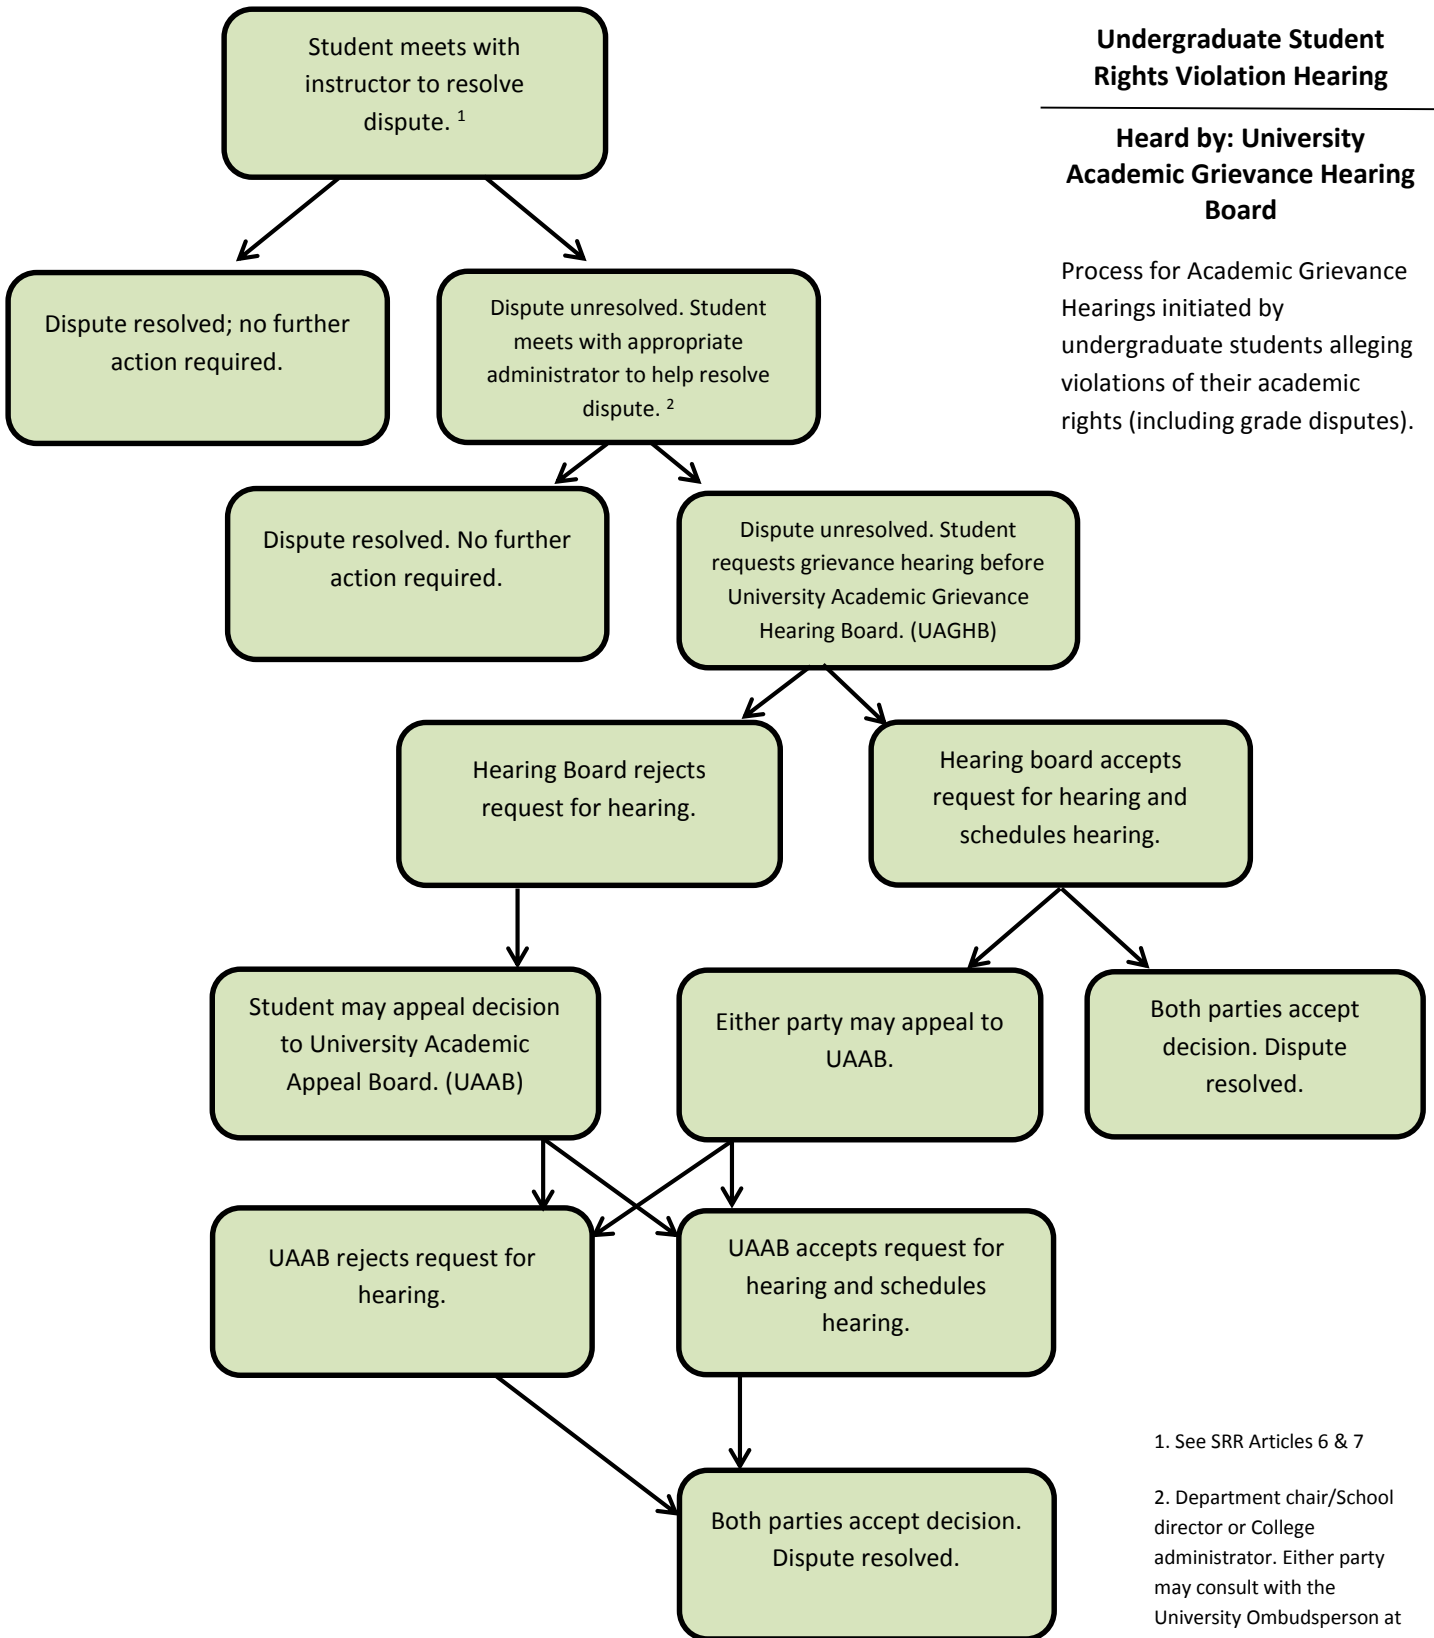 Undergraduate Student
Rights Violation Hearing
Heard by: University
Academic Grievance Hearing
Board
Process for Academic Grievance
Hearings initiated by
undergraduate students alleging
violations of their academic
rights (including grade disputes).
Student meets with
instructor to resolve
dispute. 1
Dispute resolved; no further
action required.
Dispute unresolved. Student
meets with appropriate
administrator to help resolve
dispute. 2
Dispute resolved. No further
action required.
Dispute unresolved. Student
requests grievance hearing before
University Academic Grievance
Hearing Board. (UAGHB)
Hearing Board rejects
request for hearing.
Hearing board accepts
request for hearing and
schedules hearing.
Student may appeal decision
to University Academic
Appeal Board. (UAAB)
Either party may appeal to
UAAB.
Both parties accept
decision. Dispute
resolved.
UAAB rejects request for
hearing.
UAAB accepts request for
hearing and schedules
hearing.
Both parties accept decision.
Dispute resolved.
1. See SRR Articles 6 & 7
2. Department chair/School
director or College
administrator. Either party
may consult with the
University Ombudsperson at